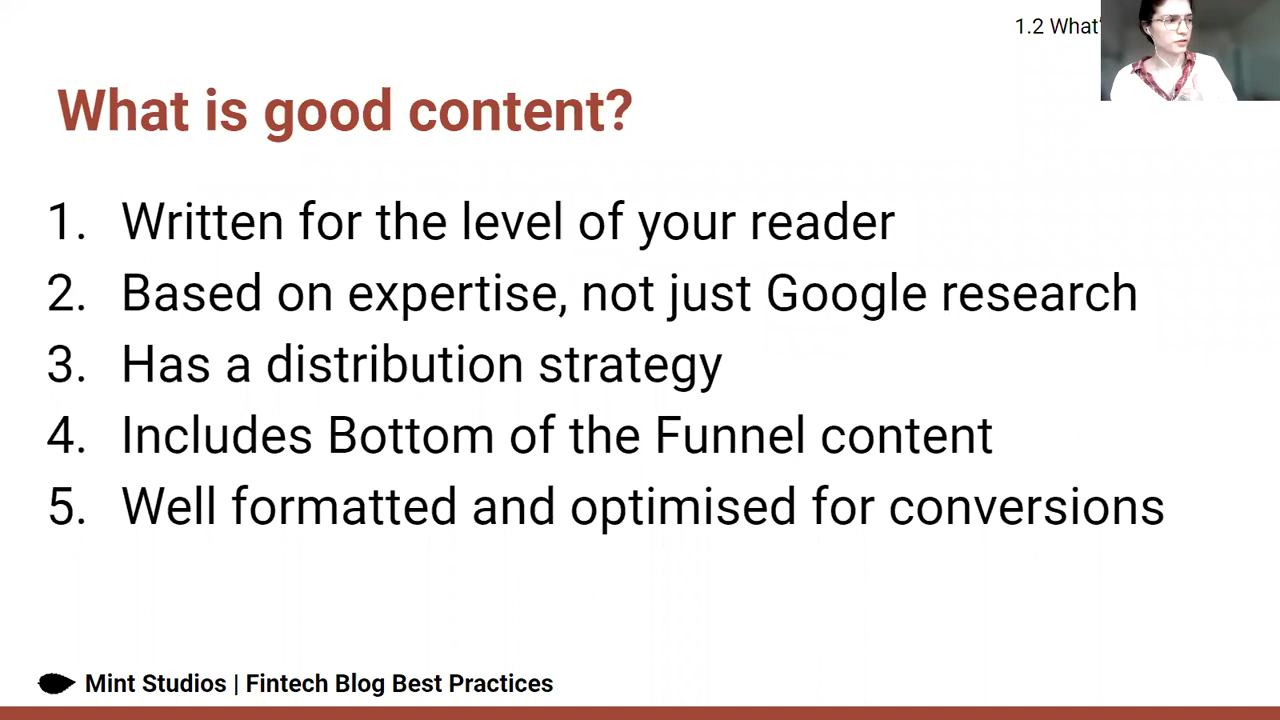 1.2 What'
What is good content?
1. Written for the level of your reader
2. Based on expertise, not just Google research
3. Has a distribution strategy
4. Includes Bottom of the Funnel content
5. Well formatted and optimised for conversions
Mint Studios | Fintech Blog Best Practices